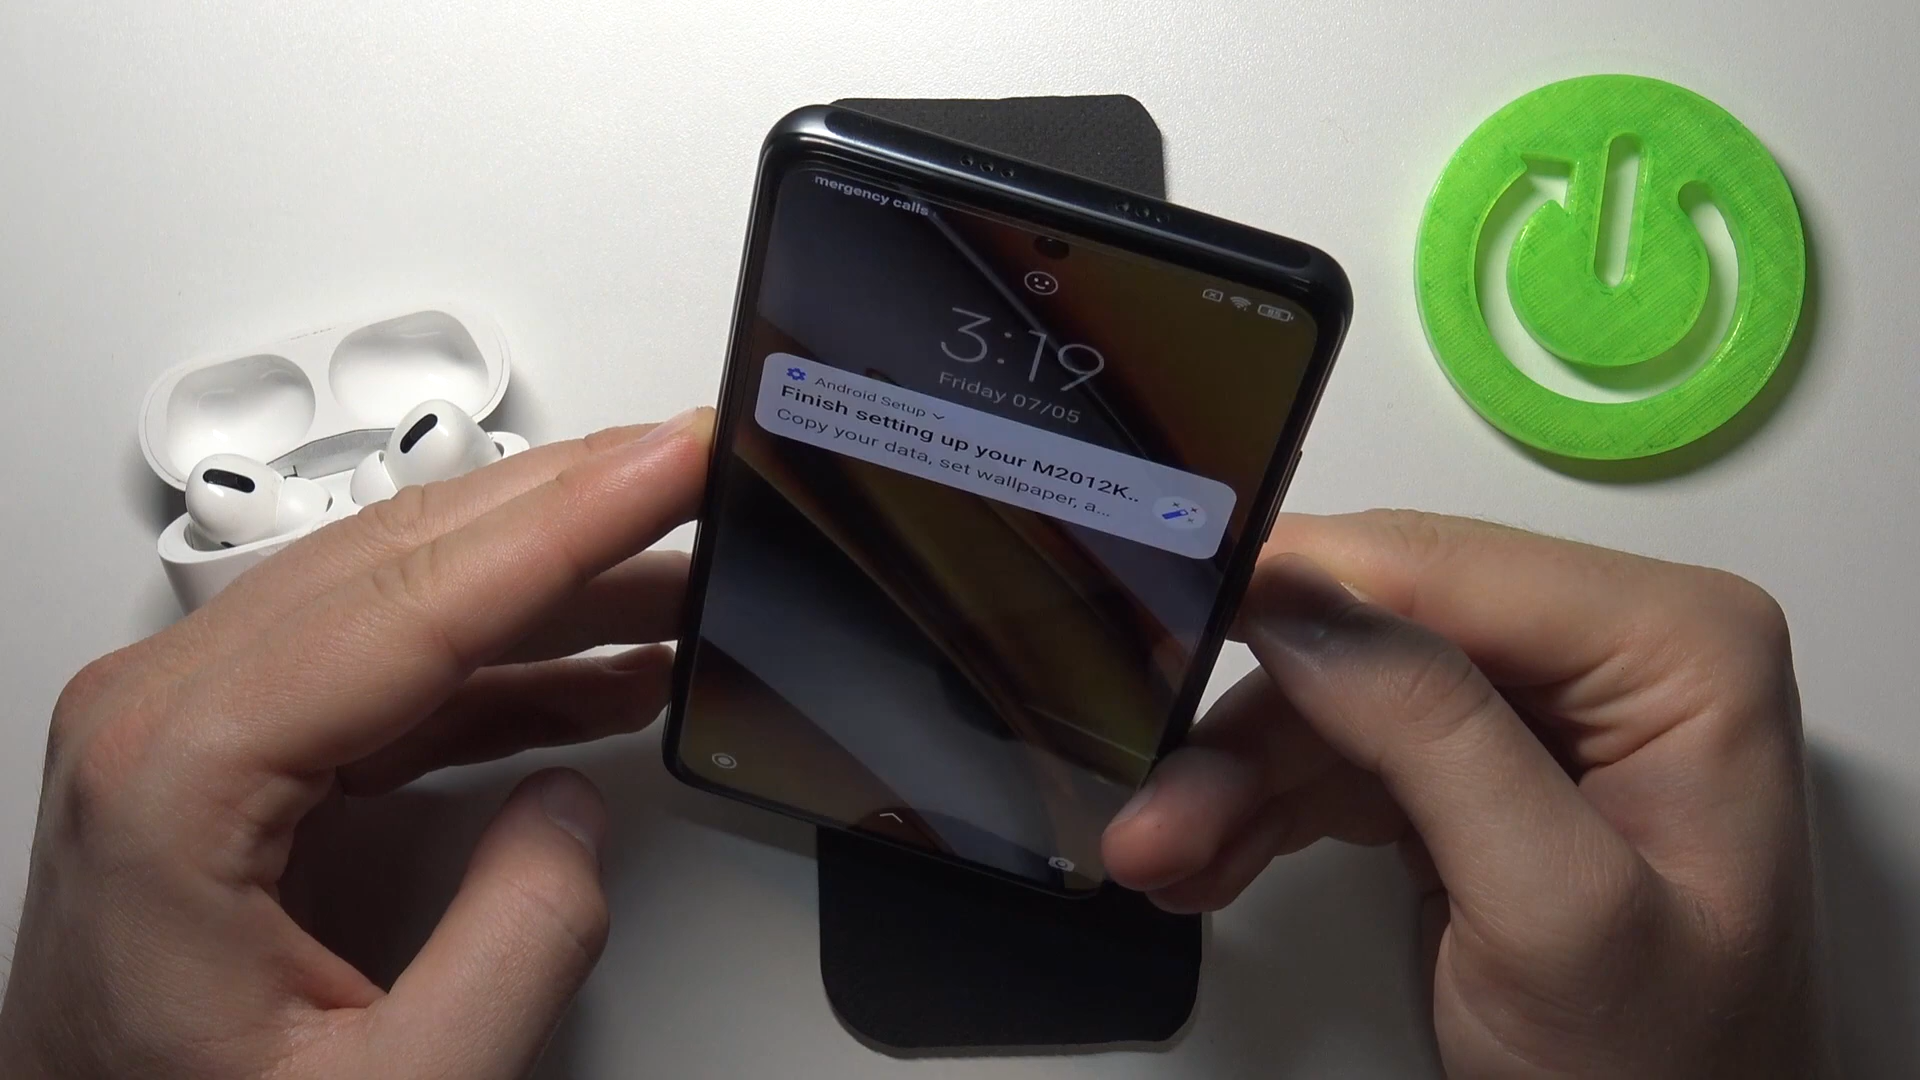 mergency calls
85
3:19
Friday 07/05
Android Setup
Finish setting up your M2012K..
Copy your data, set wallpaper, a...